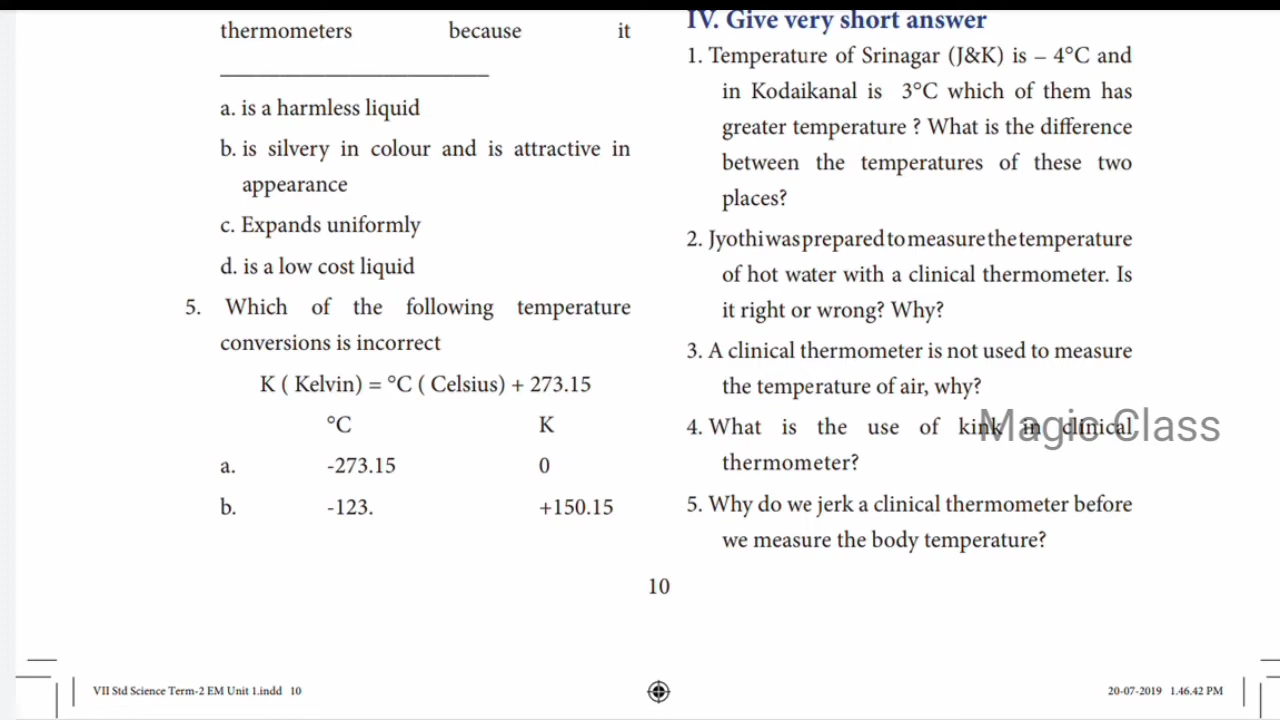 thermometers because it
____________________
a. is a harmless liquid
b. is silvery in colour and is attractive in
appearance
c. Expands uniformly
d. is a low cost liquid
5. Which of the following temperature
conversions is incorrect
K ( Kelvin) = °C ( Celsius) + 273.15
°C K
a. -273.15 0
b. -123. +150.15
IV. Give very short answer
1. Temperature of Srinagar (J&K) is – 4°C and
in Kodaikanal is 3°C which of them has
greater temperature ? What is the difference
between the temperatures of these two
places?
2. Jyothi was prepared to measure the temperature
of hot water with a clinical thermometer. Is
it right or wrong? Why?
3. A clinical thermometer is not used to measure
the temperature of air, why?
4. What is the use of kink in clinical
thermometer?
5. Why do we jerk a clinical thermometer before
we measure the body temperature?
Magic Class
10
VII Std Science Term-2 EM Unit 1.indd 10
20-07-2019 1.46.42 PM